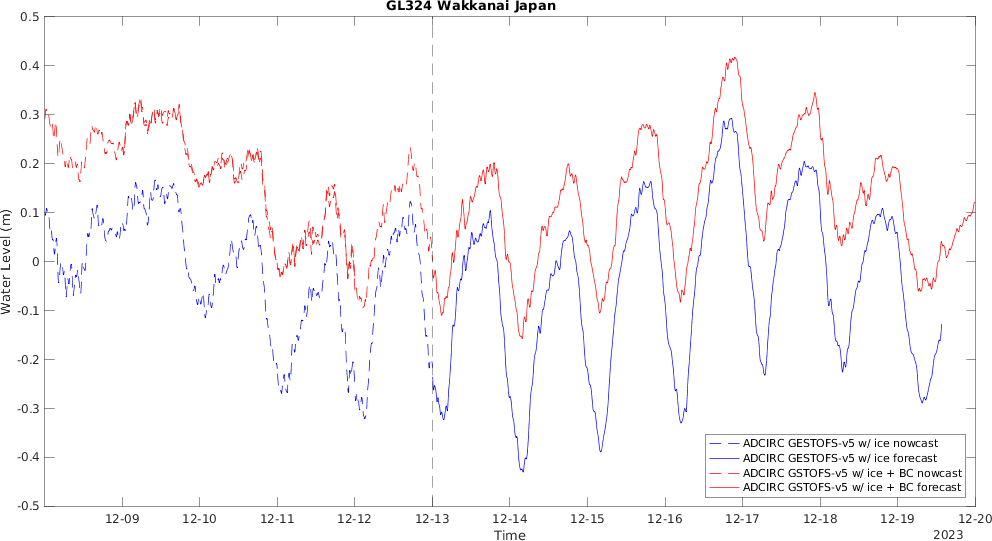 GL324 Wakkanai Japan
0.5
0.4
0.3
0.2
0.1
0
-0.1
-0.2
-0.3
-0.4
-0.5
Water Level (m)
ADCIRC GESTOFS-v5 w/ ice nowcast
ADCIRC GESTOFS-v5 w/ ice forecast
ADCIRC GSTOFS-v5 w/ ice + BC nowcast
ADCIRC GSTOFS-v5 w/ ice + BC forecast
12-09 12-10 12-11 12-12 12-13 12-14 12-15 12-16 12-17 12-18 12-19 12-20
Time
2023